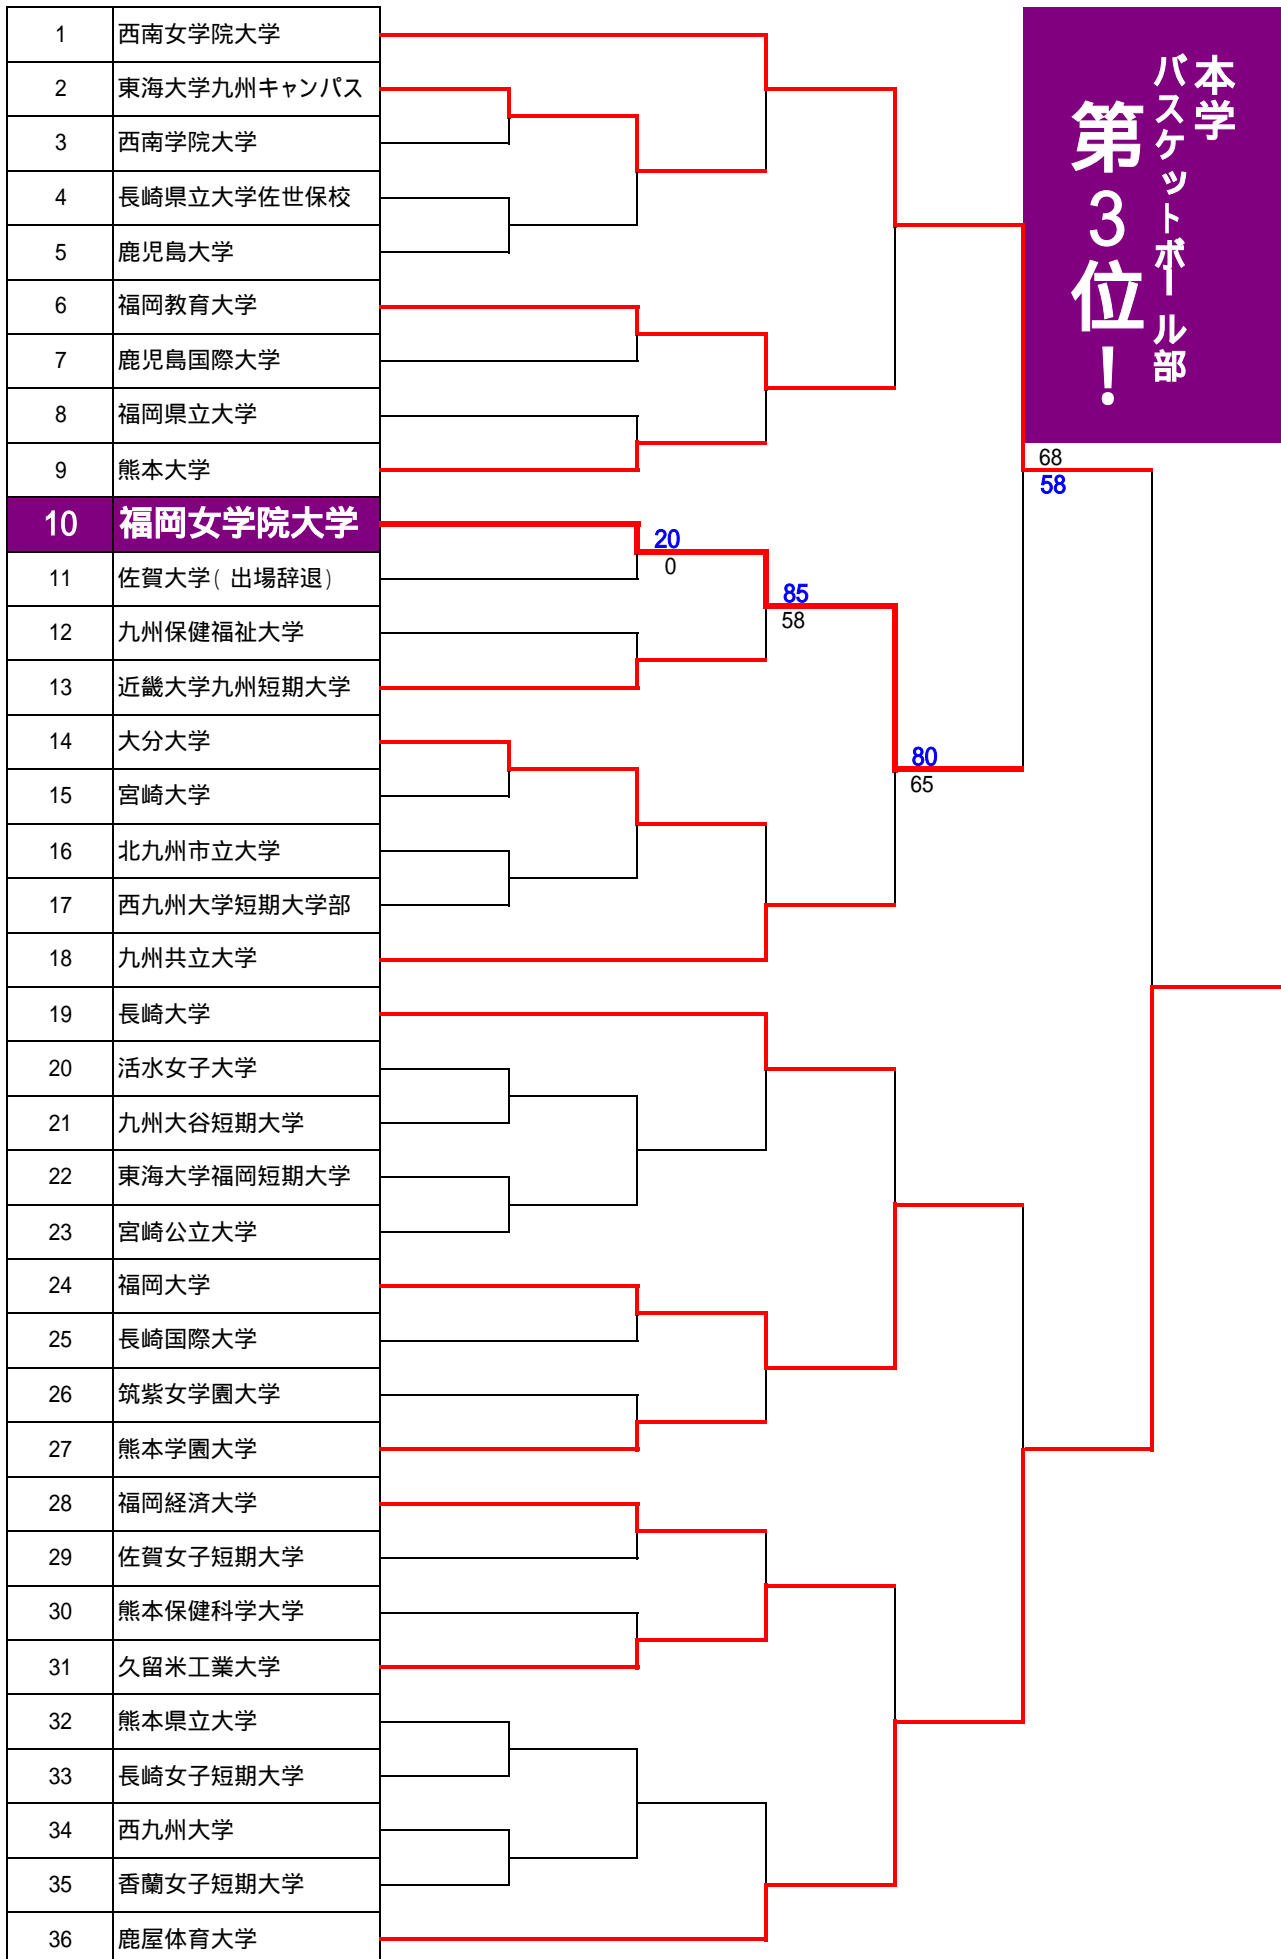 本学
バスケットボール部
第3位!
1 西南女学院大学
2 東海大学九州キャンパス
3 西南学院大学
4 長崎県立大学佐世保校
5 鹿児島大学
6 福岡教育大学
7 鹿児島国際大学
8 福岡県立大学
9 熊本大学
68
58
10 福岡女学院大学
20
11 佐賀大学(出場辞退)
0
85
58
12 九州保健福祉大学
13 近畿大学九州短期大学
14 大分大学
80
65
15 宮崎大学
16 北九州市立大学
17 西九州大学短期大学部
18 九州共立大学
19 長崎大学
20 活水女子大学
21 九州大谷短期大学
22 東海大学福岡短期大学
23 宮崎公立大学
24 福岡大学
25 長崎国際大学
26 筑紫女学園大学
27 熊本学園大学
28 福岡経済大学
29 佐賀女子短期大学
30 熊本保健科学大学
31 久留米工業大学
32 熊本県立大学
33 長崎女子短期大学
34 西九州大学
35 香蘭女子短期大学
36 鹿屋体育大学